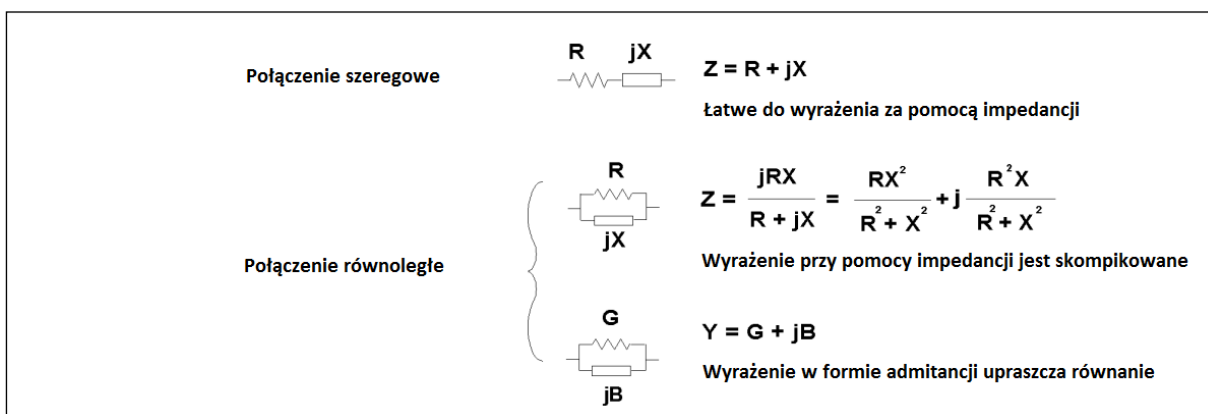 Połączenie szeregowe
R jX
Z = R + jX
Łatwe do wyrażenia za pomocą impedancji
Połączenie równoległe
R
jX
Z = jRX / R + jX = RX² / R² + X² + j R²X / R² + X²
Wyrażenie przy pomocy impedancji jest skompikowane
G
jB
Y = G + jB
Wyrażenie w formie admitancji upraszcza równanie